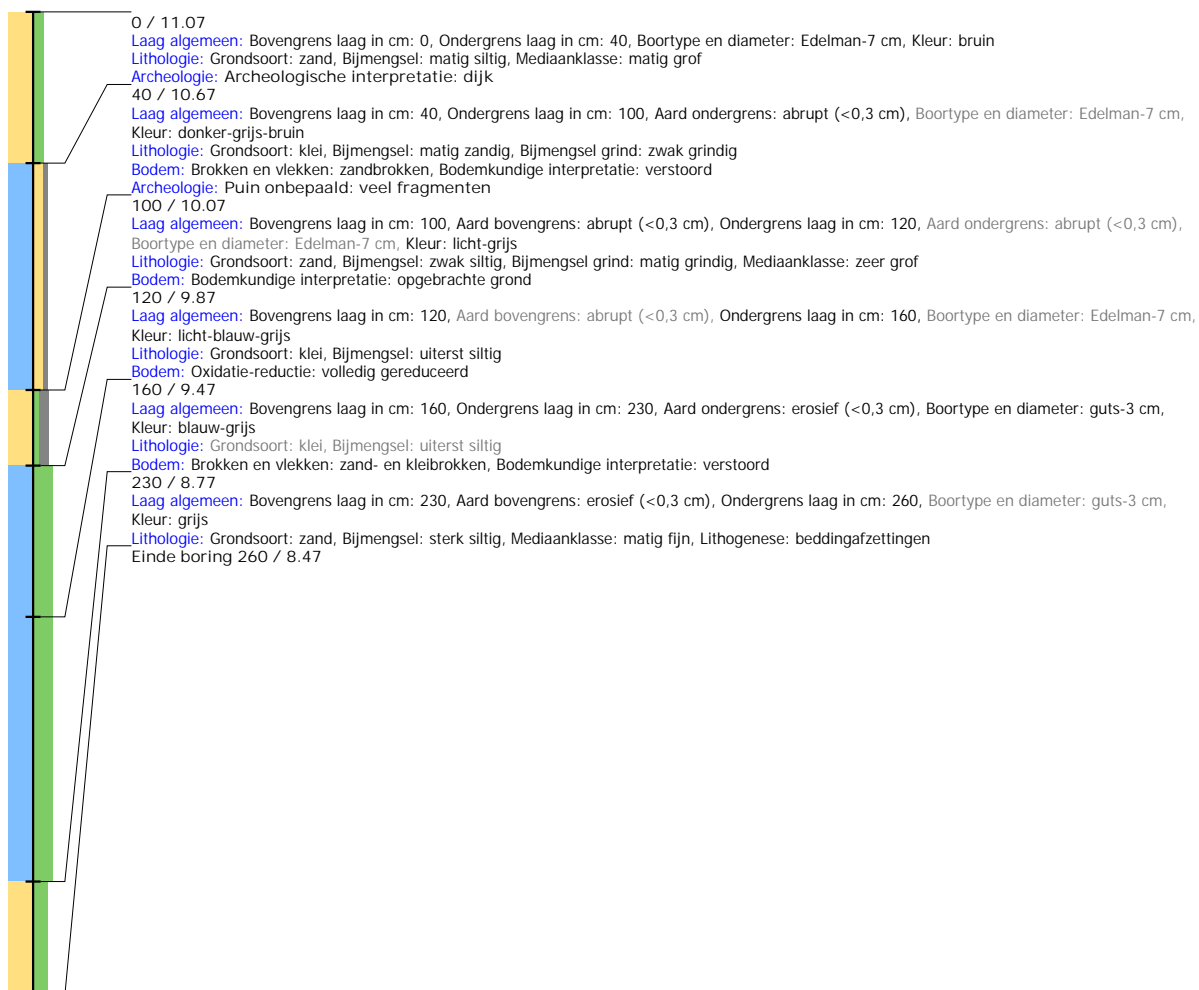 0 / 11.07
Laag algemeen: Bovengrens laag in cm: 0, Ondergrens laag in cm: 40, Boortype en diameter: Edelman-7 cm, Kleur: bruin
Lithologie: Grondsoort: zand, Bijmengsel: matig siltig, Mediaanklasse: matig grof
Archeologie: Archeologische interpretatie: dijk
40 / 10.67
Laag algemeen: Bovengrens laag in cm: 40, Ondergrens laag in cm: 100, Aard ondergrens: abrupt (<0,3 cm), Boortype en diameter: Edelman-7 cm,
Kleur: donker-grijs-bruin
Lithologie: Grondsoort: klei, Bijmengsel: matig zandig, Bijmengsel grind: zwak grindig
Bodem: Brokken en vlekken: zandbrokken, Bodemkundige interpretatie: verstoord
Archeologie: Puin onbepaald: veel fragmenten
100 / 10.07
Laag algemeen: Bovengrens laag in cm: 100, Aard bovengrens: abrupt (<0,3 cm), Ondergrens laag in cm: 120, Aard ondergrens: abrupt (<0,3 cm),
Boortype en diameter: Edelman-7 cm, Kleur: licht-grijs
Lithologie: Grondsoort: zand, Bijmengsel: zwak siltig, Bijmengsel grind: matig grindig, Mediaanklasse: zeer grof
Bodem: Bodemkundige interpretatie: opgebrachte grond
120 / 9.87
Laag algemeen: Bovengrens laag in cm: 120, Aard bovengrens: abrupt (<0,3 cm), Ondergrens laag in cm: 160, Boortype en diameter: Edelman-7 cm,
Kleur: licht-blauw-grijs
Lithologie: Grondsoort: klei, Bijmengsel: uiterst siltig
Bodem: Oxidatie-reductie: volledig gereduceerd
160 / 9.47
Laag algemeen: Bovengrens laag in cm: 160, Ondergrens laag in cm: 230, Aard ondergrens: erosief (<0,3 cm), Boortype en diameter: guts-3 cm,
Kleur: blauw-grijs
Lithologie: Grondsoort: klei, Bijmengsel: uiterst siltig
Bodem: Brokken en vlekken: zand- en kleibrokken, Bodemkundige interpretatie: verstoord
230 / 8.77
Laag algemeen: Bovengrens laag in cm: 230, Aard bovengrens: erosief (<0,3 cm), Ondergrens laag in cm: 260, Boortype en diameter: guts-3 cm,
Kleur: grijs
Lithologie: Grondsoort: zand, Bijmengsel: sterk siltig, Mediaanklasse: matig fijn, Lithogenese: beddingafzettingen
Einde boring 260 / 8.47